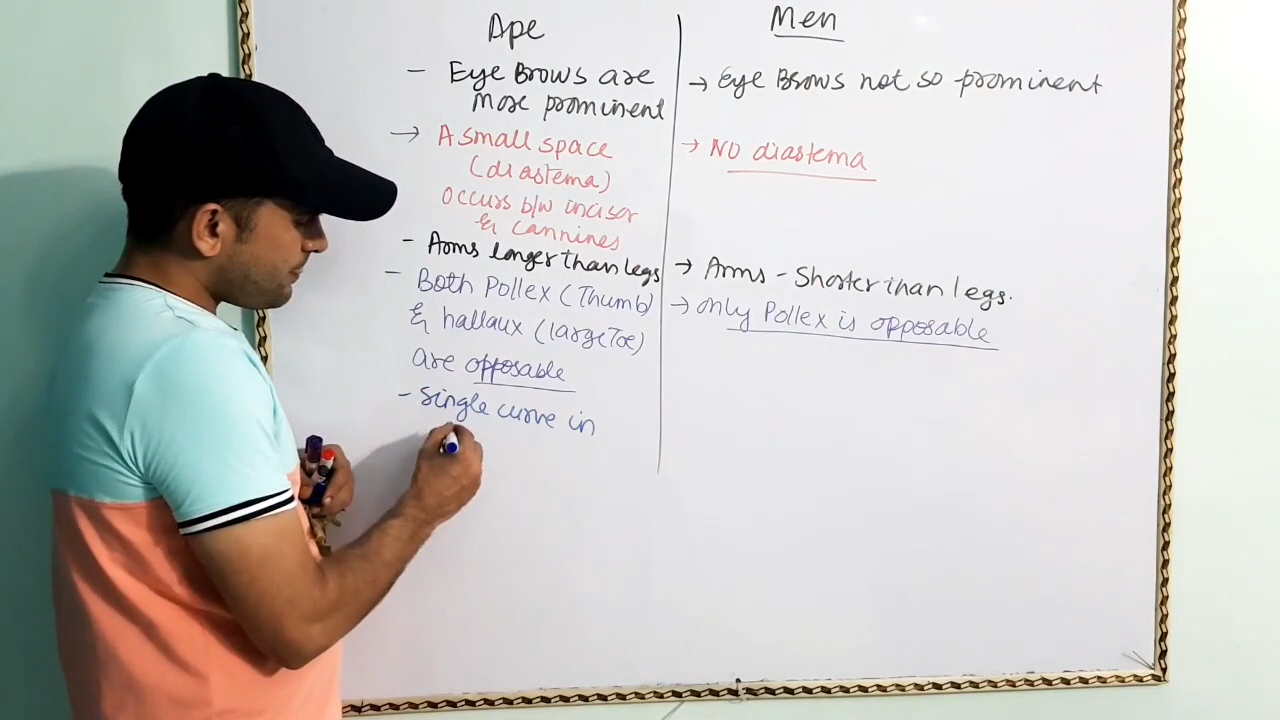 Ape
- Eye Brows are
More prominent
→ A small space
(diastema)
Occurs b/w incisor
& cannines
- Arms longer than legs
- Both Pollex (Thumb)
& hallaux (large Toe)
are opposable
- Single curve in
Men
→ Eye Brows not so prominent
→ No diastema
→ Arms - Shorter than legs.
→ only Pollex is opposable